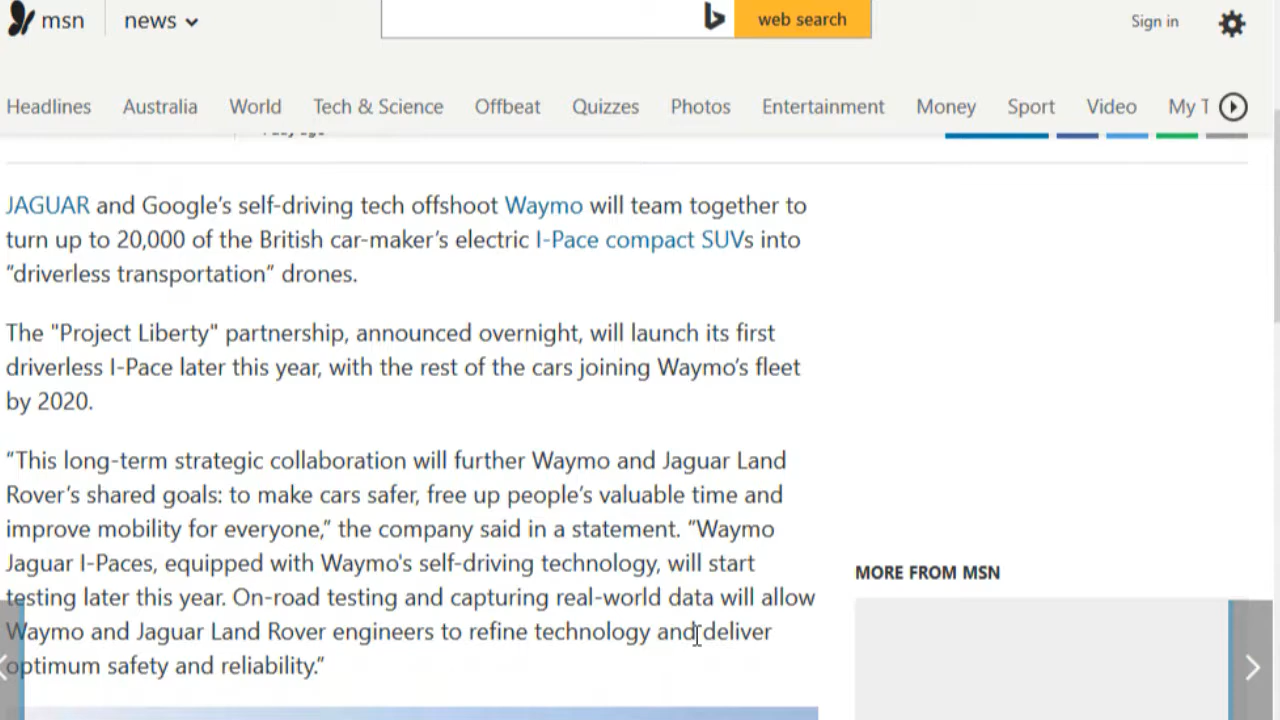 msn news web search Sign in
Headlines Australia World Tech & Science Offbeat Quizzes Photos Entertainment Money Sport Video My T
JAGUAR and Google’s self-driving tech offshoot Waymo will team together to
turn up to 20,000 of the British car-maker’s electric I-Pace compact SUVs into
“driverless transportation” drones.
The "Project Liberty" partnership, announced overnight, will launch its first
driverless I-Pace later this year, with the rest of the cars joining Waymo’s fleet
by 2020.
“This long-term strategic collaboration will further Waymo and Jaguar Land
Rover’s shared goals: to make cars safer, free up people’s valuable time and
improve mobility for everyone,” the company said in a statement. “Waymo
Jaguar I-Paces, equipped with Waymo's self-driving technology, will start
testing later this year. On-road testing and capturing real-world data will allow
Waymo and Jaguar Land Rover engineers to refine technology and deliver
optimum safety and reliability.”
MORE FROM MSN